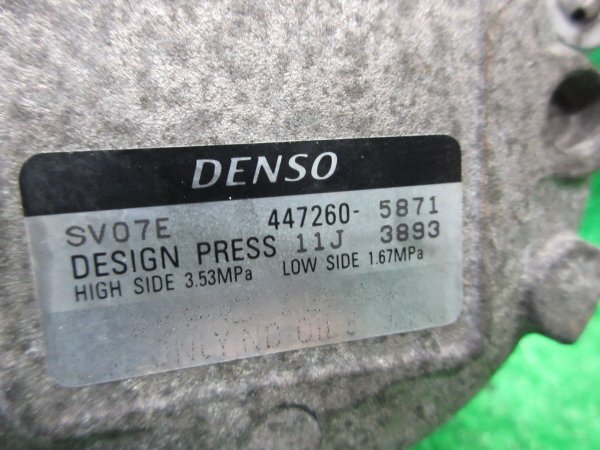 DENSO
SV07E 447260-5871
DESIGN PRESS 11J 3893
HIGH SIDE 3.53MPa LOW SIDE 1.67MPa